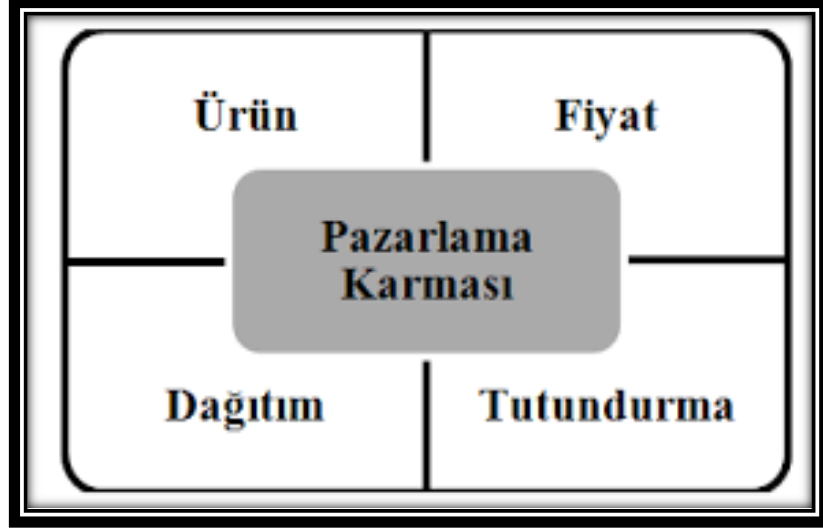 Ürün
Fiyat
Pazarlama
Karması
Dağıtım
Tutundurma